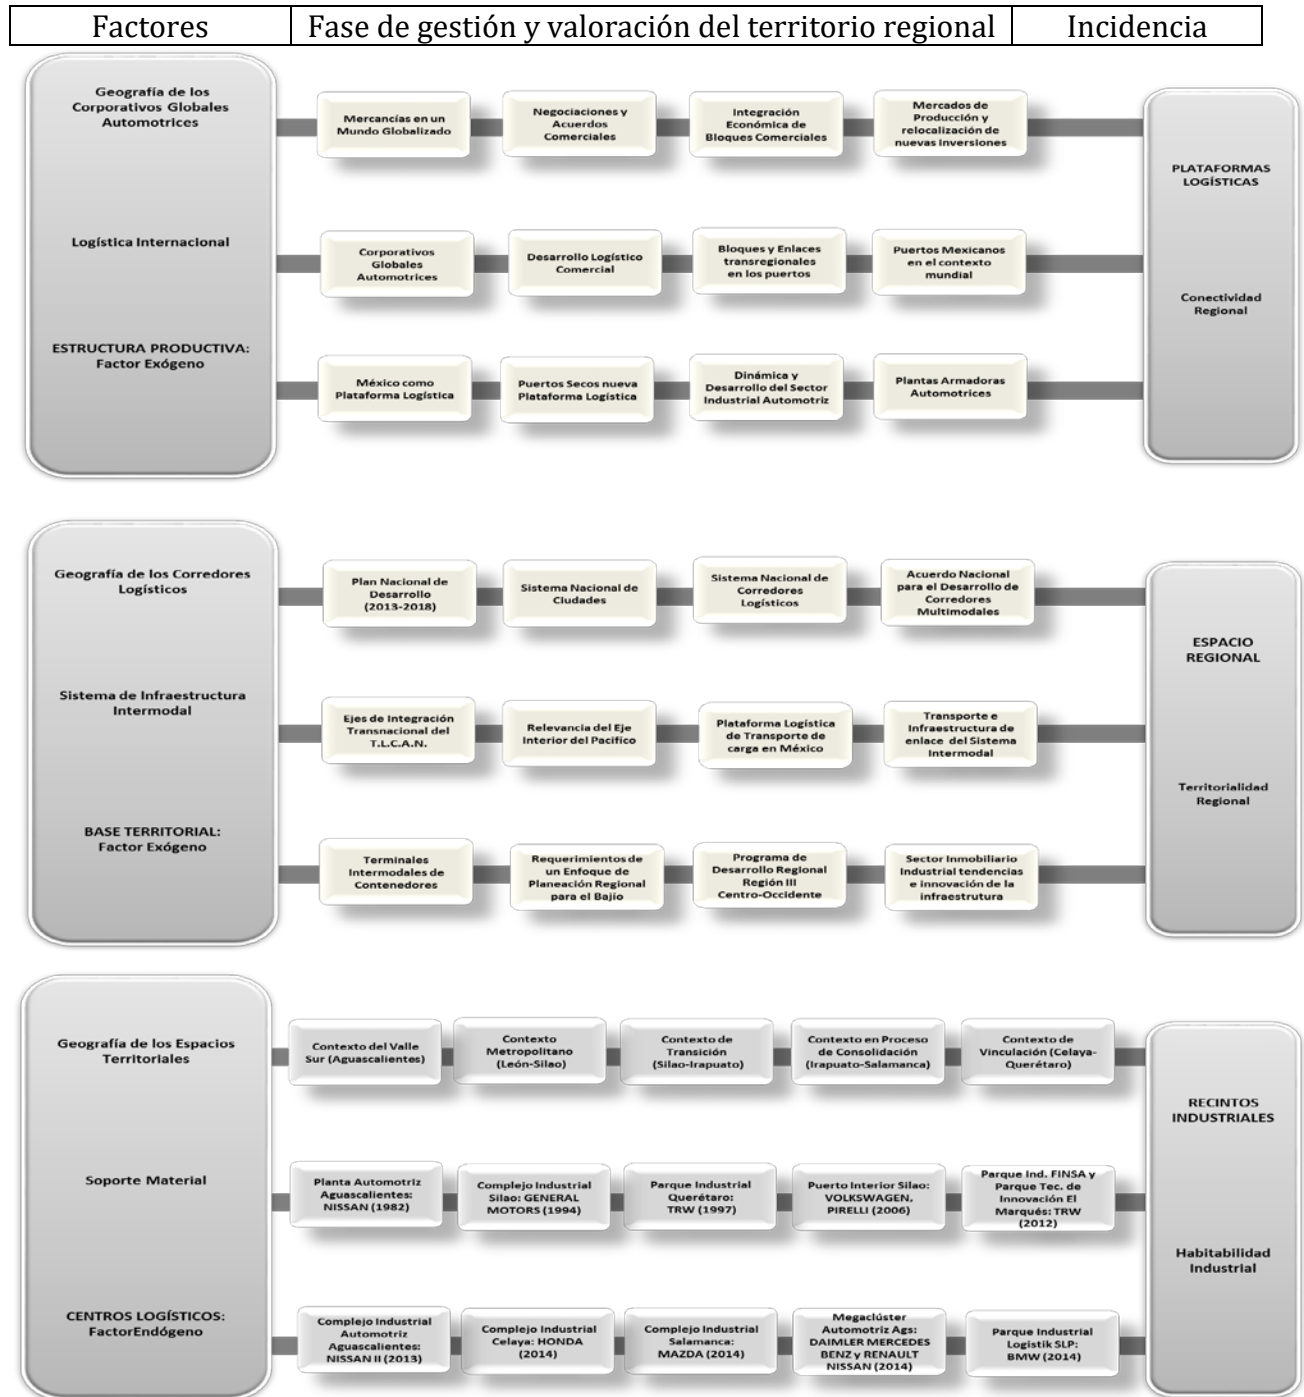 Factores
Fase de gestión y valoración del territorio regional
Incidencia
Geografía de los
Corporativos Globales
Automotrices
Mercancías en un
Mundo Globalizado
Negociaciones y
Acuerdos
Comerciales
Integración
Económica de
Bloques Comerciales
Mercados de
Producción y
relocalización de
nuevas inversiones
Logística Internacional
Corporativos
Globales
Automotrices
Desarrollo Logístico
Comercial
Bloques y Enlaces
transregionales
en los puertos
Puertos Mexicanos
en el contexto
mundial
ESTRUCTURA PRODUCTIVA:
Factor Exógeno
México como
Plataforma Logística
Puertos Secos nueva
Plataforma Logística
Dinámica y
Desarrollo del Sector
Industrial Automotriz
Plantas Armadoras
Automotrices
PLATAFORMAS
LOGÍSTICAS
Conectividad
Regional
Geografía de los Corredores
Logísticos
Plan Nacional de
Desarrollo
(2013-2018)
Sistema Nacional de
Ciudades
Sistema Nacional de
Corredores
Logísticos
Acuerdo Nacional
para el Desarrollo de
Corredores
Multimodales
Sistema de Infraestructura
Intermodal
Ejes de Integración
Transnacional del
T.L.C.A.N.
Relevancia del Eje
Interior del Pacifico
Plataforma Logística
de Transporte de
carga en México
Transporte e
Infraestructura de
enlace del Sistema
Intermodal
BASE TERRITORIAL:
Factor Exógeno
Terminales
Intermodales de
Contenedores
Requerimientos de
un Enfoque de
Planeación Regional
para el Bajío
Programa de
Desarrollo Regional
Región III
Centro-Occidente
Sector Inmobiliario
Industrial tendencias
e innovación de la
infraestrutura
ESPACIO
REGIONAL
Territorialidad
Regional
Geografía de los Espacios
Territoriales
Contexto del Valle
Sur (Aguascalientes)
Contexto
Metropolitano
(León-Silao)
Contexto de
Transición
(Silao-Irapuato)
Contexto en Proceso
de Consolidación
(Irapuato-Salamanca)
Contexto de
Vinculación (Celaya-
Querétaro)
Soporte Material
Planta Automotriz
Aguascalientes:
NISSAN (1982)
Complejo Industrial
Silao: GENERAL
MOTORS (1994)
Parque Industrial
Querétaro:
TRW (1997)
Puerto Interior Silao:
VOLKSWAGEN,
PIRELLI (2006)
Parque Ind. FINSA y
Parque Tec. de
Innovación El
Marqués: TRW
(2012)
CENTROS LOGÍSTICOS:
FactorEndógeno
Complejo Industrial
Automotriz
Aguascalientes:
NISSAN II (2013)
Complejo Industrial
Celaya: HONDA
(2014)
Complejo Industrial
Salamanca:
MAZDA (2014)
Megaclúster
Automotriz Ags:
DAIMLER MERCEDES
BENZ y RENAULT
NISSAN (2014)
Parque Industrial
Logistik SLP:
BMW (2014)
RECINTOS
INDUSTRIALES
Habitabilidad
Industrial